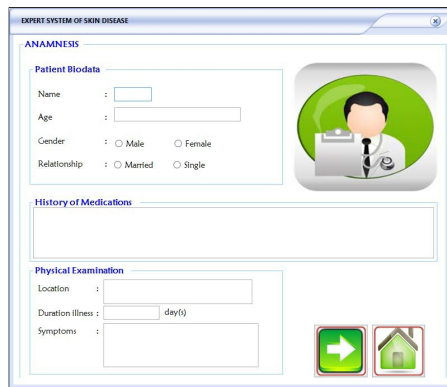 EXPERT SYSTEM OF SKIN DISEASE
ANAMNESIS
Patient Biodata
Name :
Age :
Gender : Male Female
Relationship : Married Single
History of Medications
Physical Examination
Location :
Duration illness : day(s)
Symptoms :